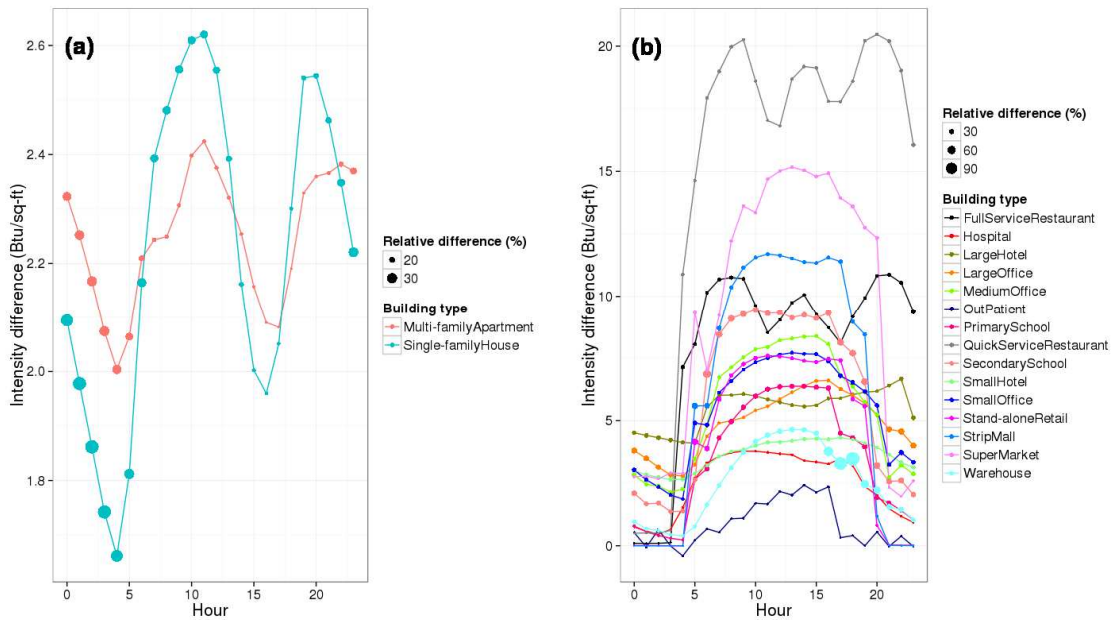 (a)
Intensity difference (Btu/sq-ft)
2.6
2.4
2.2
2.0
1.8
0 5 10 15 20
Hour
Relative difference (%)
20
30
Building type
Multi-familyApartment
Single-familyHouse
(b)
Intensity difference (Btu/sq-ft)
20
15
10
5
0
0 5 10 15 20
Hour
Relative difference (%)
30
60
90
Building type
FullServiceRestaurant
Hospital
LargeHotel
LargeOffice
MediumOffice
OutPatient
PrimarySchool
QuickServiceRestaurant
SecondarySchool
SmallHotel
SmallOffice
Stand-aloneRetail
StripMall
SuperMarket
Warehouse